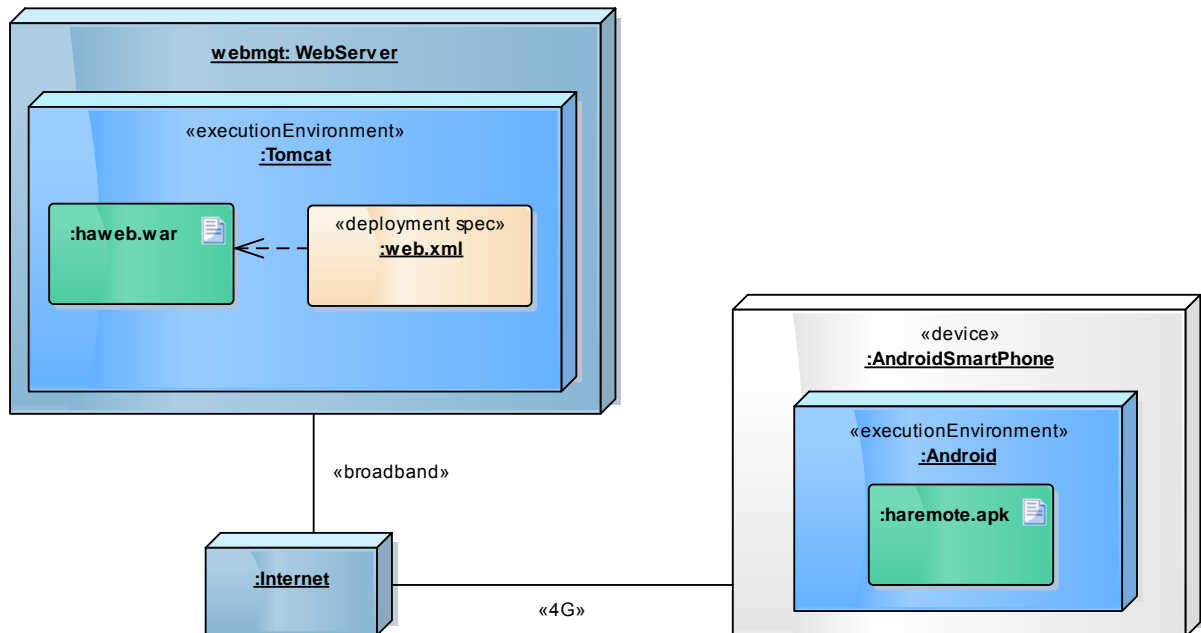 webmgt: WebServer
«executionEnvironment»
:Tomcat
:haweb.war
«deployment spec»
:web.xml
«device»
:AndroidSmartPhone
«executionEnvironment»
:Android
:haremote.apk
«broadband»
:Internet
«4G»